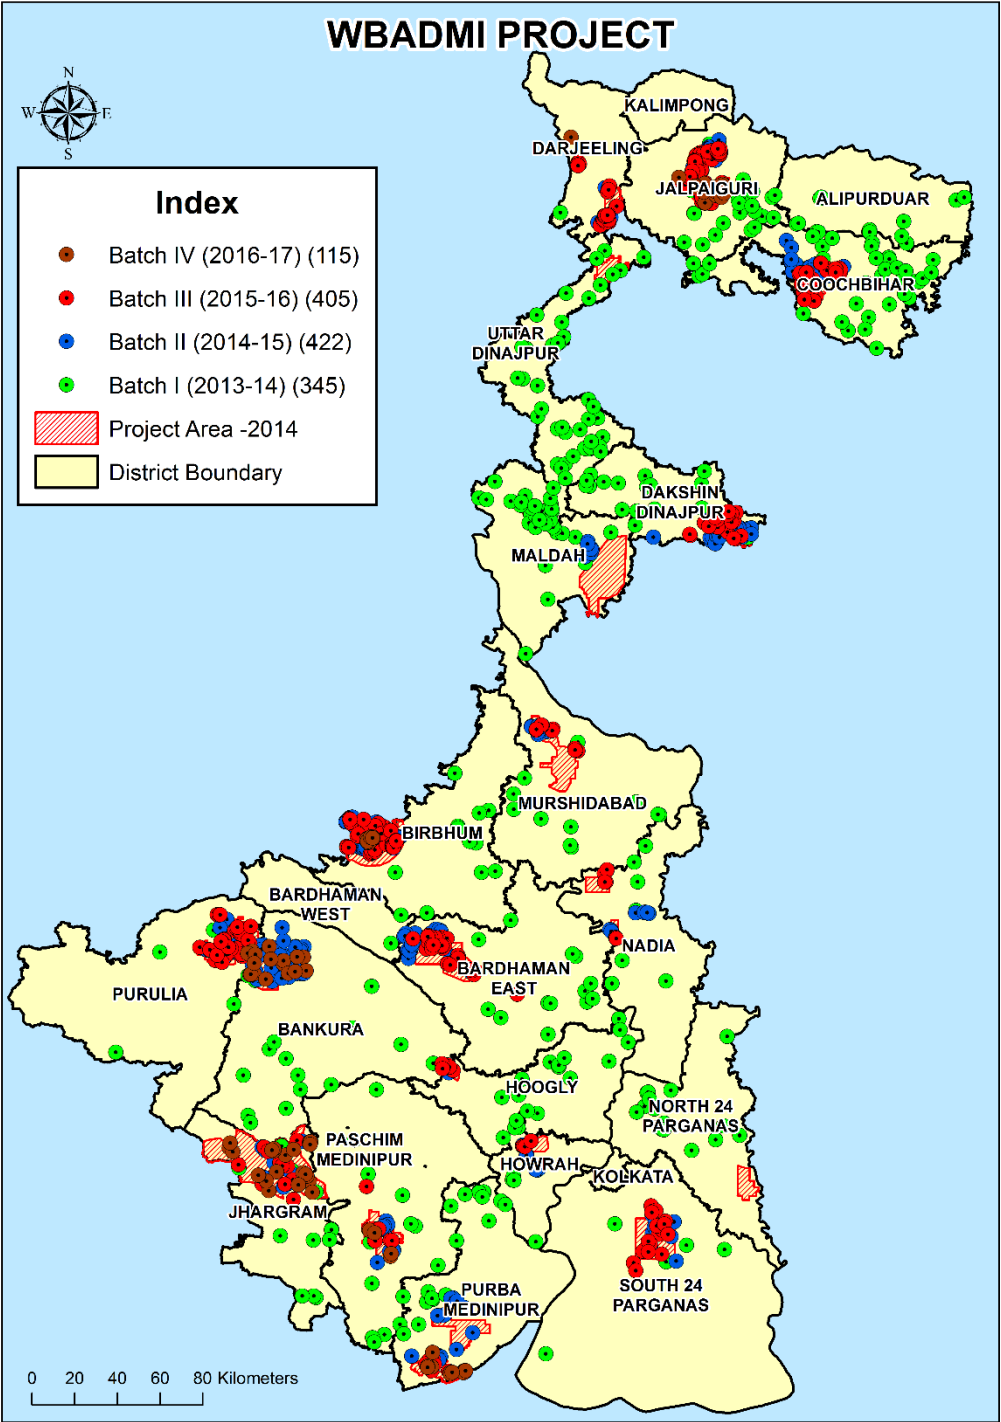 WBADMI PROJECT
N
W E
S
Index
Batch IV (2016-17) (115)
Batch III (2015-16) (405)
Batch II (2014-15) (422)
Batch I (2013-14) (345)
Project Area -2014
District Boundary
KALIMPONG
DARJEELING
JALPAIGURI
ALIPURDUAR
COOCHBIHAR
UTTAR
DINAJPUR
DAKSHIN
DINAJPUR
MALDAH
MURSHIDABAD
BIRBHUM
BARDHAMAN
WEST
NADIA
BARDHAMAN
EAST
PURULIA
BANKURA
HOOGLY
NORTH 24
PARGANAS
PASCHIM
MEDINIPUR
HOWRAH
KOLKATA
JHARGRAM
SOUTH 24
PARGANAS
PURBA
MEDINIPUR
0 20 40 60 80 Kilometers